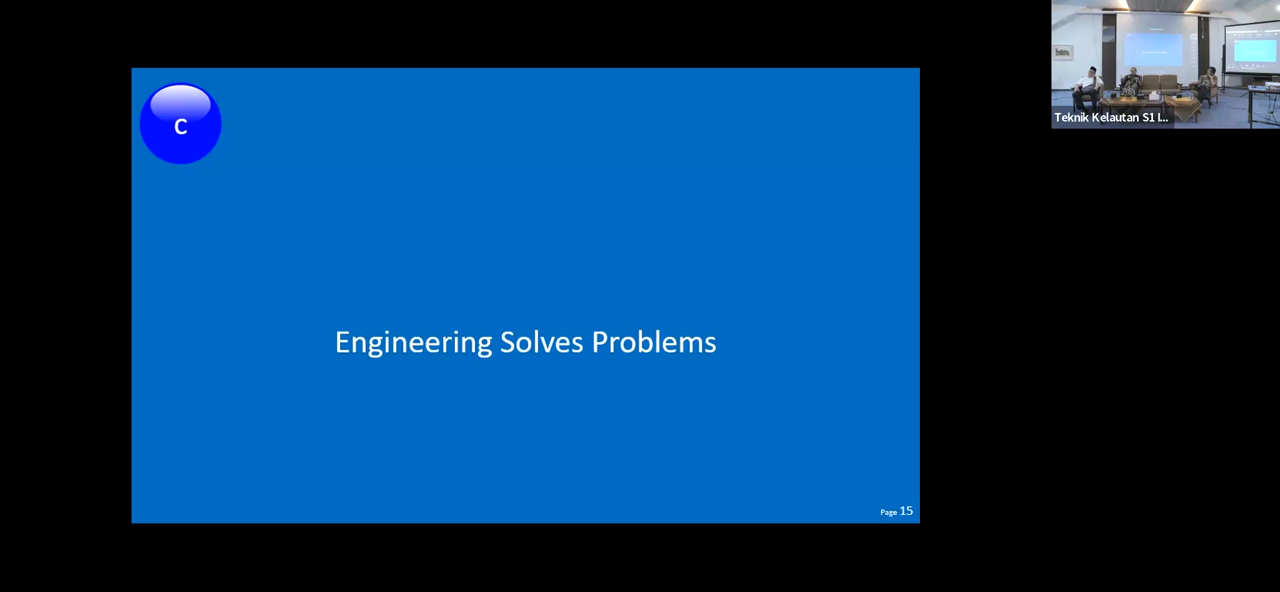 C
Engineering Solves Problems
Page 15
Teknik Kelautan S1 I...